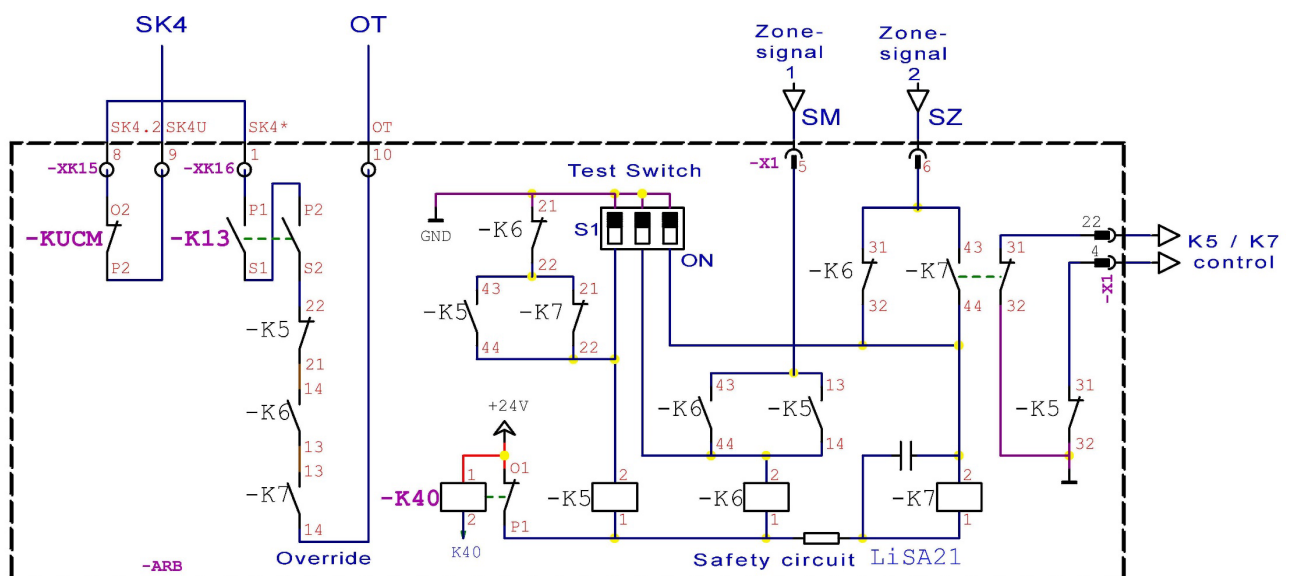 SK4
OT
Zone-
signal
1
Zone-
signal
2
SM
SZ
SK4.2
SK4U
SK4*
OT
-XK15
8
9
-XK16
1
10
-X1
5
6
Test Switch
O2
-KUCM
P2
P1
-K13
S1
P2
S2
GND
21
-K6
22
S1
ON
31
-K6
32
43
-K7
44
31
32
22
4
-X1
K5 / K7
control
22
-K5
21
43
-K5
44
21
-K7
22
14
-K6
13
43
-K6
44
13
-K5
14
31
-K5
32
+24V
13
-K7
14
1
-K40
2
K40
O1
P1
2
-K5
1
2
-K6
1
2
-K7
1
Override
Safety circuit LiSA21
-ARB